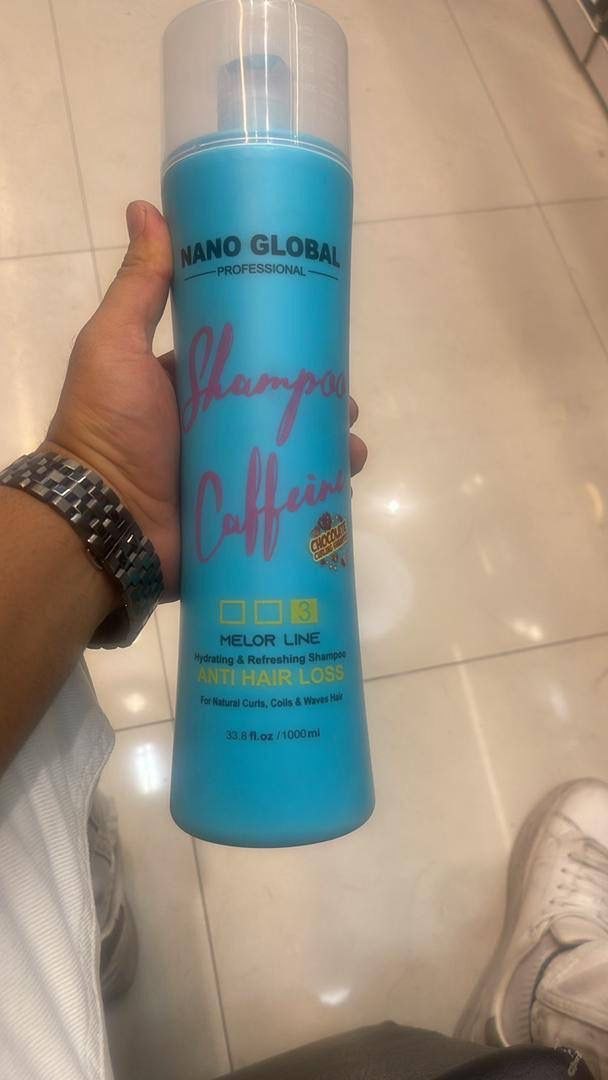 NANO GLOBAL
PROFESSIONAL
Shampoo
Caffeine
CHOCOLATE
3
MELOR LINE
Hydrating & Refreshing Shampoo
ANTI HAIR LOSS
For Natural Curls, Coils & Waves Hair
33.8 fl.oz / 1000ml